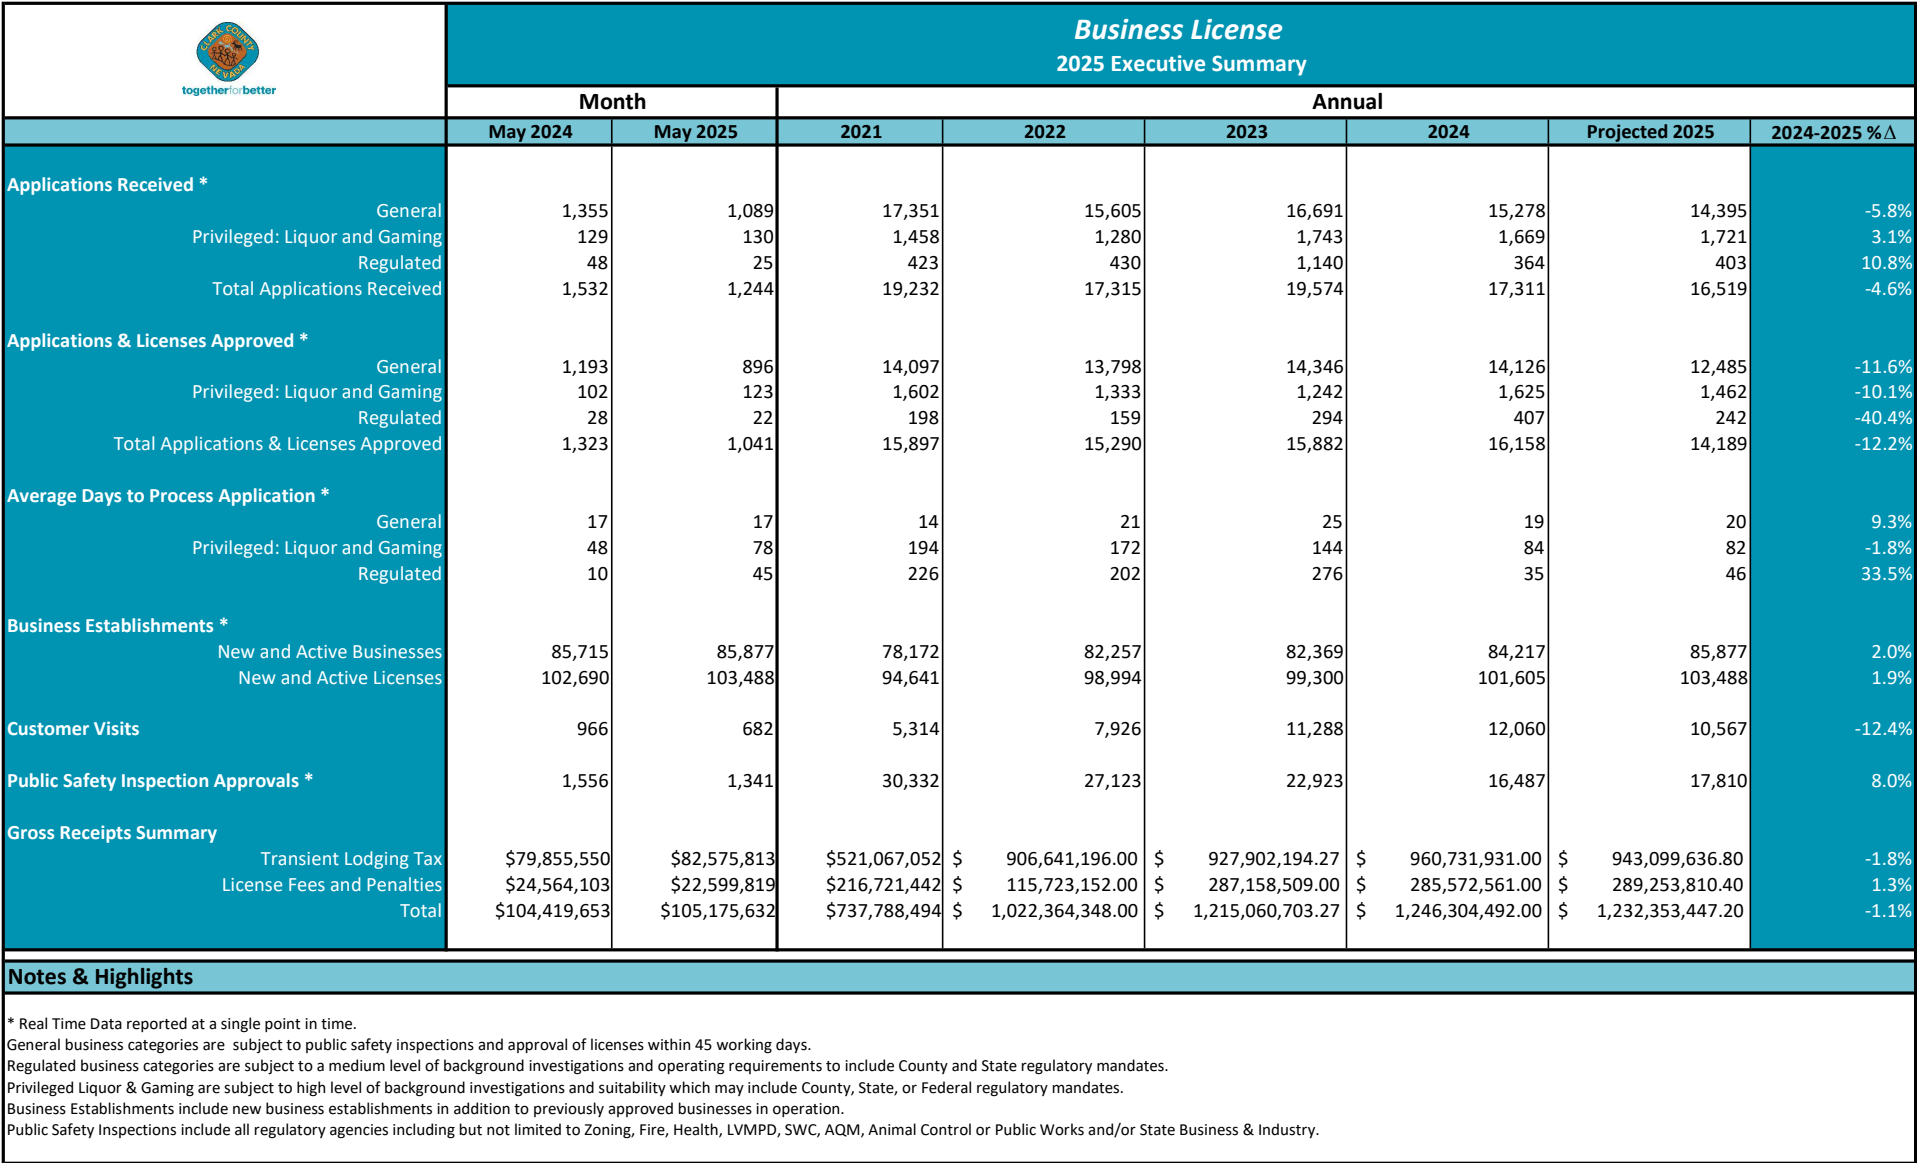 CLARK COUNTY
NEVADA
togetherforbetter
Business License
2025 Executive Summary
Month Annual
May 2024 May 2025 2021 2022 2023 2024 Projected 2025 2024-2025 %Δ
Applications Received *
General 1,355 1,089 17,351 15,605 16,691 15,278 14,395 -5.8%
Privileged: Liquor and Gaming 129 130 1,458 1,280 1,743 1,669 1,721 3.1%
Regulated 48 25 423 430 1,140 364 403 10.8%
Total Applications Received 1,532 1,244 19,232 17,315 19,574 17,311 16,519 -4.6%
Applications & Licenses Approved *
General 1,193 896 14,097 13,798 14,346 14,126 12,485 -11.6%
Privileged: Liquor and Gaming 102 123 1,602 1,333 1,242 1,625 1,462 -10.1%
Regulated 28 22 198 159 294 407 242 -40.4%
Total Applications & Licenses Approved 1,323 1,041 15,897 15,290 15,882 16,158 14,189 -12.2%
Average Days to Process Application *
General 17 17 14 21 25 19 20 9.3%
Privileged: Liquor and Gaming 48 78 194 172 144 84 82 -1.8%
Regulated 10 45 226 202 276 35 46 33.5%
Business Establishments *
New and Active Businesses 85,715 85,877 78,172 82,257 82,369 84,217 85,877 2.0%
New and Active Licenses 102,690 103,488 94,641 98,994 99,300 101,605 103,488 1.9%
Customer Visits 966 682 5,314 7,926 11,288 12,060 10,567 -12.4%
Public Safety Inspection Approvals * 1,556 1,341 30,332 27,123 22,923 16,487 17,810 8.0%
Gross Receipts Summary
Transient Lodging Tax $79,855,550 $82,575,813 $521,067,052 $ 906,641,196.00 $ 927,902,194.27 $ 960,731,931.00 $ 943,099,636.80 -1.8%
License Fees and Penalties $24,564,103 $22,599,819 $216,721,442 $ 115,723,152.00 $ 287,158,509.00 $ 285,572,561.00 $ 289,253,810.40 1.3%
Total $104,419,653 $105,175,632 $737,788,494 $ 1,022,364,348.00 $ 1,215,060,703.27 $ 1,246,304,492.00 $ 1,232,353,447.20 -1.1%
Notes & Highlights
* Real Time Data reported at a single point in time.
General business categories are  subject to public safety inspections and approval of licenses within 45 working days.
Regulated business categories are subject to a medium level of background investigations and operating requirements to include County and State regulatory mandates.
Privileged Liquor & Gaming are subject to high level of background investigations and suitability which may include County, State, or Federal regulatory mandates.
Business Establishments include new business establishments in addition to previously approved businesses in operation.
Public Safety Inspections include all regulatory agencies including but not limited to Zoning, Fire, Health, LVMPD, SWC, AQM, Animal Control or Public Works and/or State Business & Industry.